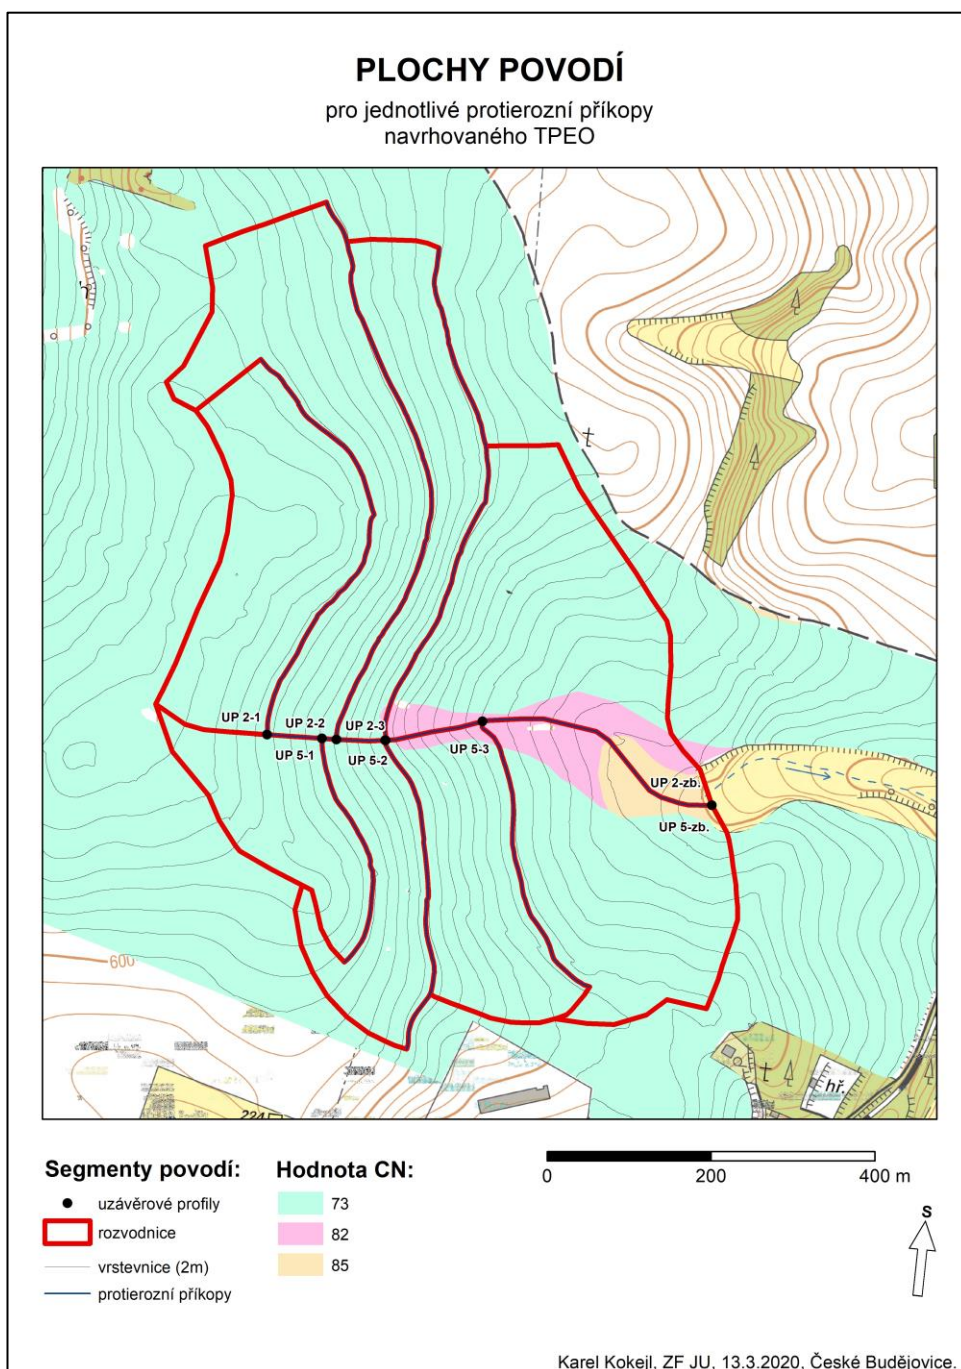 PLOCHY POVODÍ
pro jednotlivé protierozní příkopy
navrhovaného TPEO
UP 2-1
UP 2-2
UP 2-3
UP 5-1
UP 5-2
UP 5-3
UP 2-zb.
UP 5-zb.
600
hř.
Segmenty povodí:
uzávěrové profily
rozvodnice
vrstevnice (2m)
protierozní příkopy
Hodnota CN:
73
82
85
0 200 400 m
S
Karel Kokejl, ZF JU, 13.3.2020, České Budějovice.